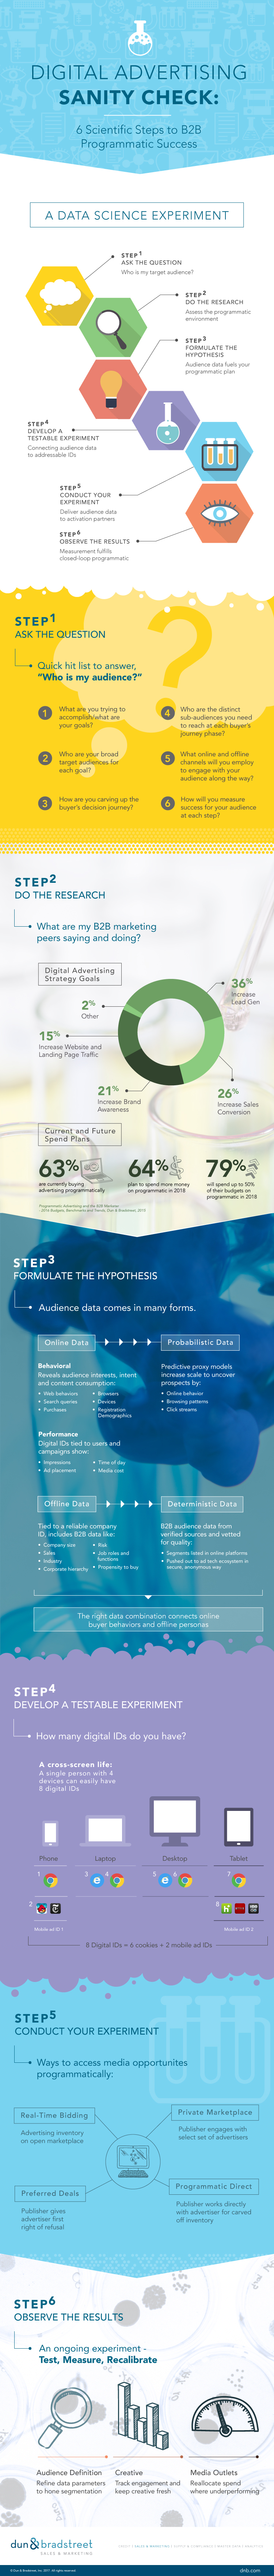 DIGITAL ADVERTISING
SANITY CHECK:
6 Scientific Steps to B2B
Programmatic Success
A DATA SCIENCE EXPERIMENT
STEP 1
ASK THE QUESTION
Who is my target audience?
STEP 2
DO THE RESEARCH
Assess the programmatic
environment
STEP 3
FORMULATE THE
HYPOTHESIS
Audience data fuels your
programmatic plan
STEP 4
DEVELOP A
TESTABLE EXPERIMENT
Connecting audience data
to addressable IDs
STEP 5
CONDUCT YOUR
EXPERIMENT
Deliver audience data
to activation partners
STEP 6
OBSERVE THE RESULTS
Measurement fulfills
closed-loop programmatic
STEP 1
ASK THE QUESTION
Quick hit list to answer,
"Who is my audience?"
1
What are you trying to
accomplish/what are
your goals?
2
Who are your broad
target audiences for
each goal?
3
How are you carving up the
buyer's decision journey?
4
Who are the distinct
sub-audiences you need
to reach at each buyer's
journey phase?
5
What online and offline
channels will you employ
to engage with your
audience along the way?
6
How will you measure
success for your audience
at each step?
STEP 2
DO THE RESEARCH
What are my B2B marketing
peers saying and doing?
Digital Advertising
Strategy Goals
36%
Increase
Lead Gen
2%
Other
15%
Increase Website and
Landing Page Traffic
21%
Increase Brand
Awareness
26%
Increase Sales
Conversion
Current and Future
Spend Plans
63%
are currently buying
advertising programmatically
64%
plan to spend more money
on programmatic in 2018
79%
will spend up to 50%
of their budgets on
programmatic in 2018
STEP 3
FORMULATE THE HYPOTHESIS
Audience data comes in many forms.
Online Data
Probabilistic Data
Behavioral
Reveals audience interests, intent
and content consumption:
• Web behaviors
• Search queries
• Purchases
• Browsers
• Devices
• Registration
Demographics
Predictive proxy models
increase scale to uncover
prospects by:
• Online behavior
• Browsing patterns
• Click streams
Performance
Digital IDs tied to users and
campaigns show:
• Impressions
• Ad placement
• Time of day
• Media cost
Offline Data
Deterministic Data
Tied to a reliable company
ID, includes B2B data like:
• Company size
• Sales
• Industry
• Corporate hierarchy
• Risk
• Job roles and
functions
• Propensity to buy
B2B audience data from
verified sources and vetted
for quality:
• Segments listed in online platforms
• Pushed out to ad tech ecosystem in
secure, anonymous way
The right data combination connects online
buyer behaviors and offline personas
STEP 4
DEVELOP A TESTABLE EXPERIMENT
How many digital IDs do you have?
A cross-screen life:
A single person with 4
devices can easily have
8 digital IDs
Phone
Laptop
Desktop
Tablet
1
3
4
5
6
7
2
8
Mobile ad ID 1
Mobile ad ID 2
8 Digital IDs = 6 cookies + 2 mobile ad IDs
STEP 5
CONDUCT YOUR EXPERIMENT
Ways to access media opportunites
programmatically:
Real-Time Bidding
Advertising inventory
on open marketplace
Private Marketplace
Publisher engages with
select set of advertisers
Preferred Deals
Publisher gives
advertiser first
right of refusal
Programmatic Direct
Publisher works directly
with advertiser for carved
off inventory
STEP 6
OBSERVE THE RESULTS
An ongoing experiment -
Test, Measure, Recalibrate
Audience Definition
Refine data parameters
to hone segmentation
Creative
Track engagement and
keep creative fresh
Media Outlets
Reallocate spend
where underperforming
dun & bradstreet
SALES & MARKETING
dnb.com